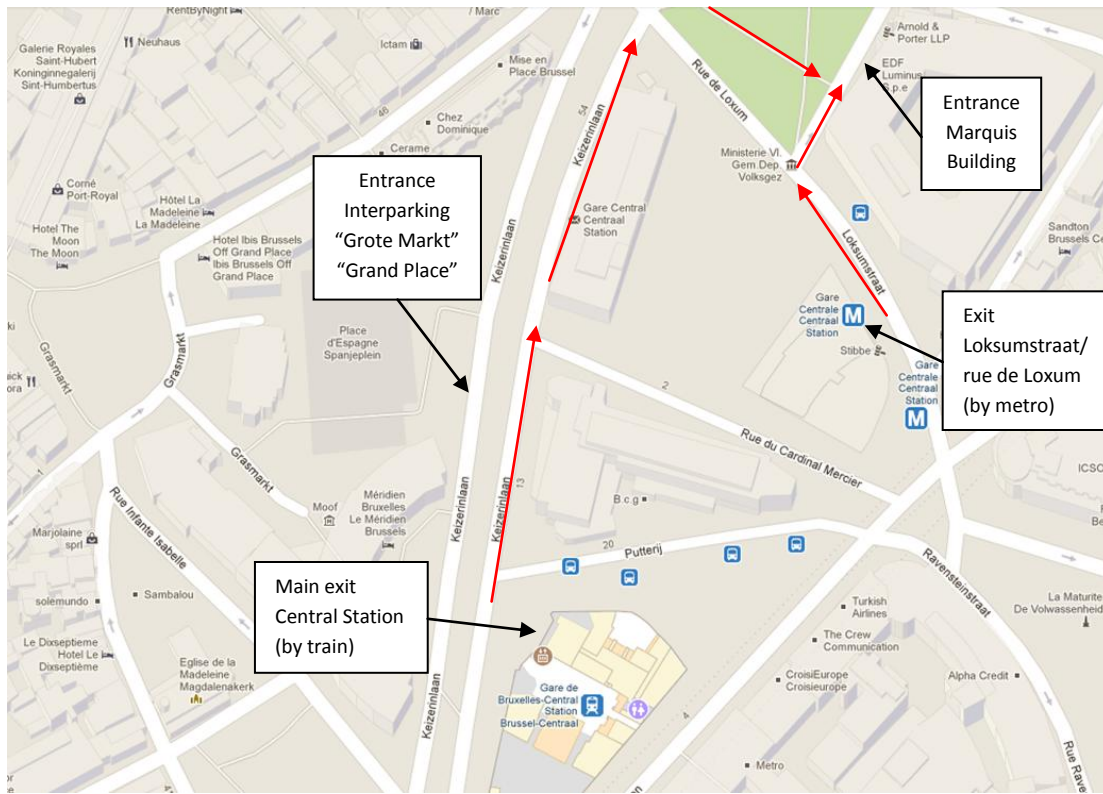 RentByNight
/ Marc
Galerie Royales
Saint-Hubert
Koninginnegalerij
Sint-Humbertus
Neuhaus
Ictam
Mise en
Place Brussel
Arnold &
Porter LLP
EDF
Luminus
S.p.e
Entrance
Marquis
Building
Rue de Loxum
46
54
Keizerinlaan
Keizerinlaan
Chez
Dominique
Cerame
Ministerie Vl.
Gem.Dep.
Volksgez
Corné
Port-Royal
Hôtel La
Madeleine
La Madeleine
Entrance
Interparking
“Grote Markt”
“Grand Place”
Gare Central
Centraal
Station
Hotel The
Moon
The Moon
Hotel Ibis Brussels
Off Grand Place
Ibis Brussels Off
Grand Place
Loksumstraat
Sandton
Brussels Ce
Gare
Centrale
Centraal
Station
M
Stibbe
Exit
Loksumstraat/
rue de Loxum
(by metro)
Place
d'Espagne
Spanjeplein
Grasmarkt
Grasmarkt
Gare
Centrale
Centraal
Station
M
2
Rue du Cardinal Mercier
Grasmarkt
1
Rue Infante Isabelle
Moof
Méridien
Bruxelles
Le Méridien
Brussels
Keizerinlaan
Keizerinlaan
13
B.c.g
ICSC
Marjolaine
sprl
20
Putterij
Ravensteinstraat
Main exit
Central Station
(by train)
solemundo
Sambalou
Turkish
Airlines
La Maturite
De Volwassenheid
The Crew
Communication
Le Dixseptieme
Hotel Le
Dixseptième
Eglise de la
Madeleine
Magdalenakerk
CroisiEurope
Croisieurope
Alpha Credit
Gare de
Bruxelles-Central
Station
Brussel-Centraal
4
Keizerinlaan
Metro
Rue Rave